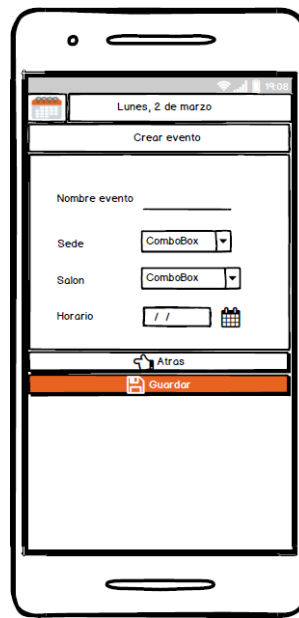 19:08
Lunes, 2 de marzo
Crear evento
Nombre evento
Sede ComboBox
Salon ComboBox
Horario / /
Atras
Guardar